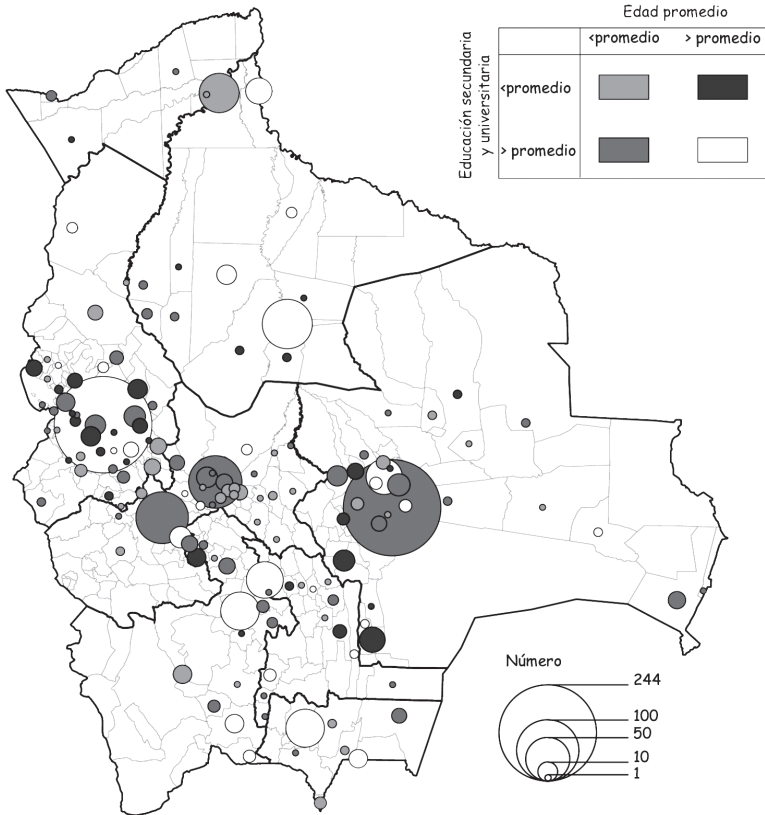 Edad promedio
<promedio
> promedio
Educación secundaria
y universitaria
<promedio
> promedio
Número
244
100
50
10
1